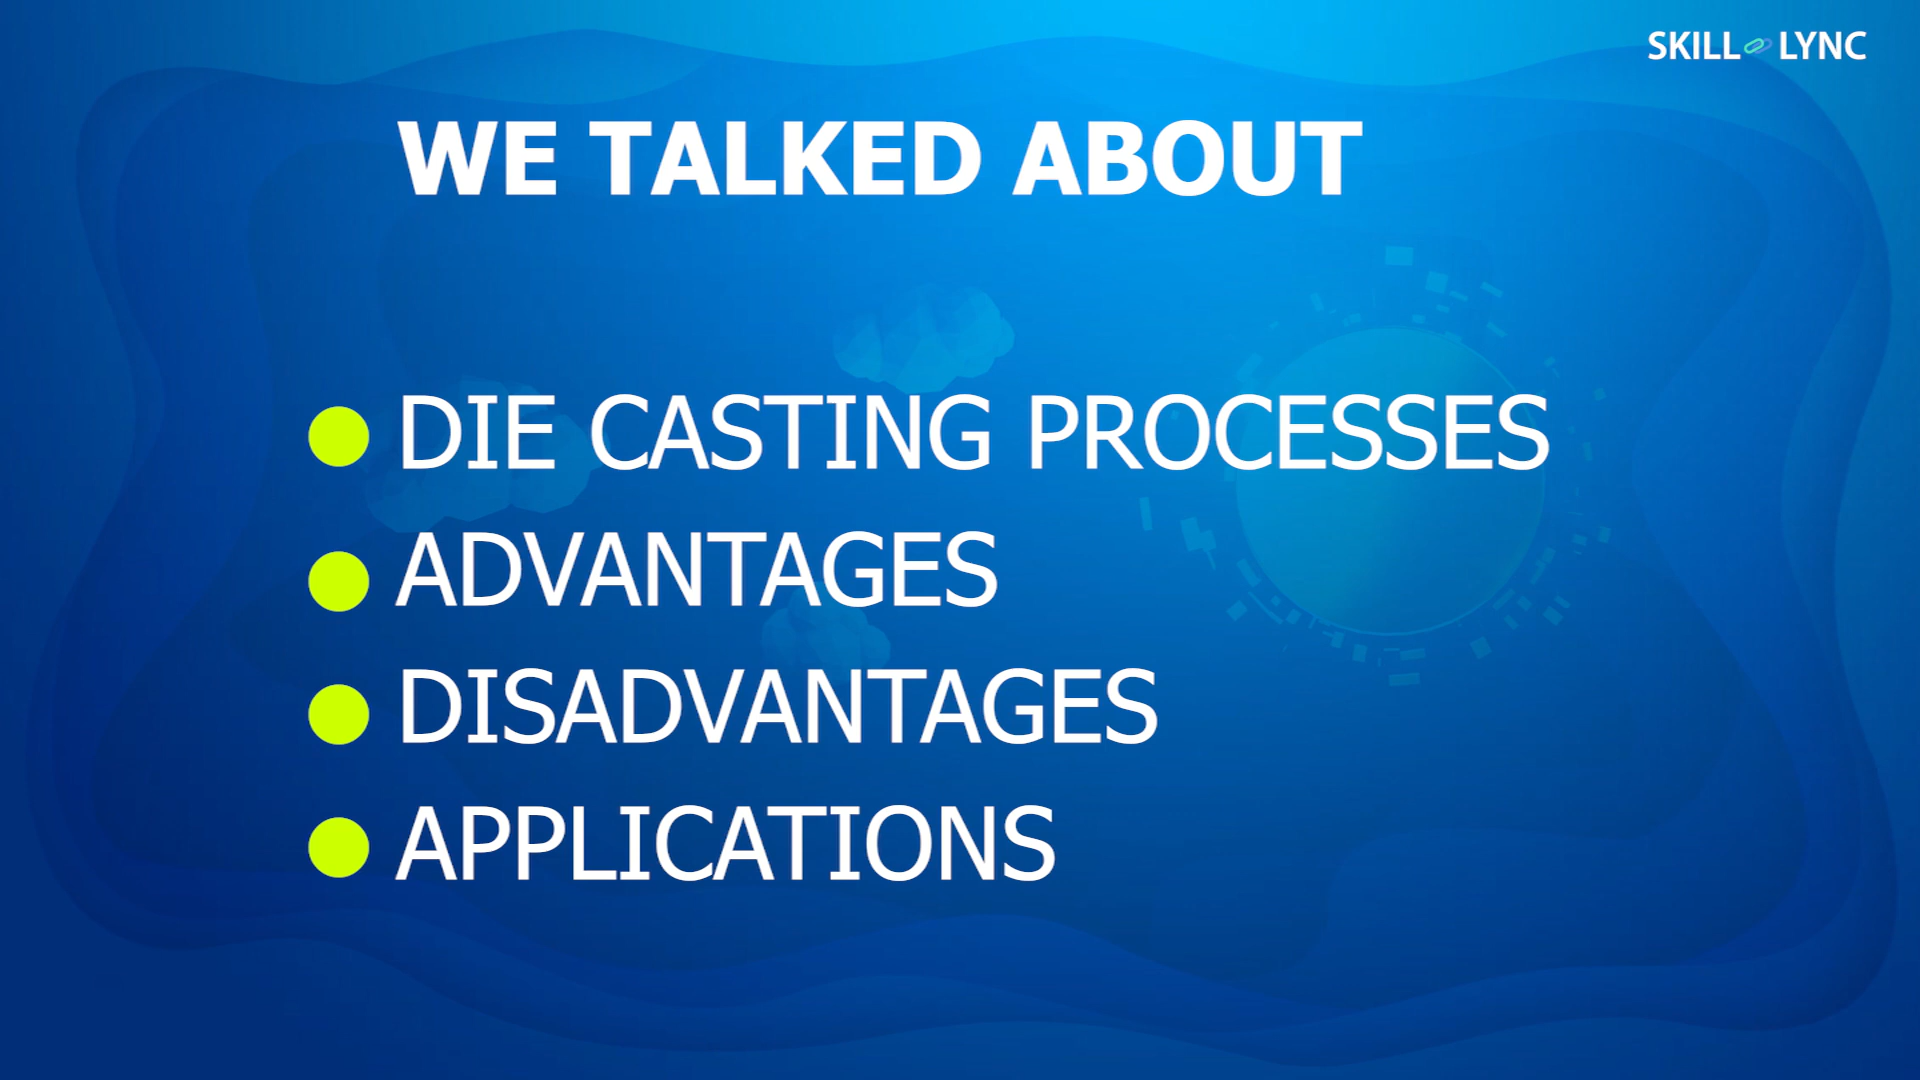 SKILL LYNC
WE TALKED ABOUT
DIE CASTING PROCESSES
ADVANTAGES
DISADVANTAGES
APPLICATIONS